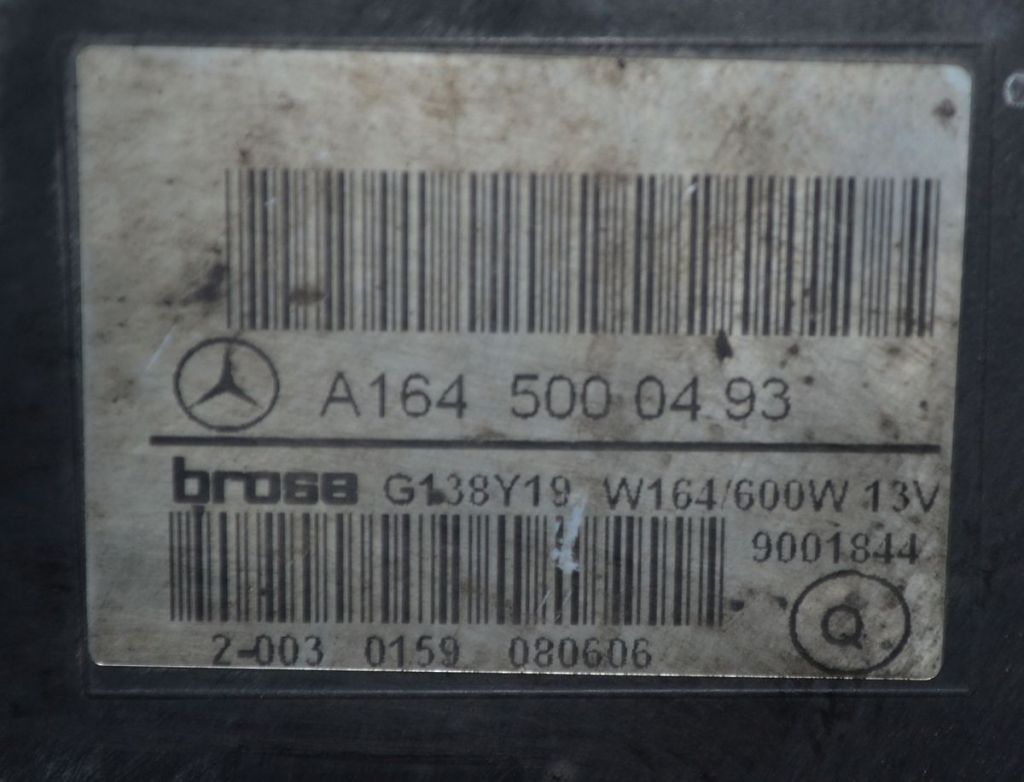 A164 500 04 93
brose G138Y19 W164/600W 13V
9001844
Q
2-003 0159 080606